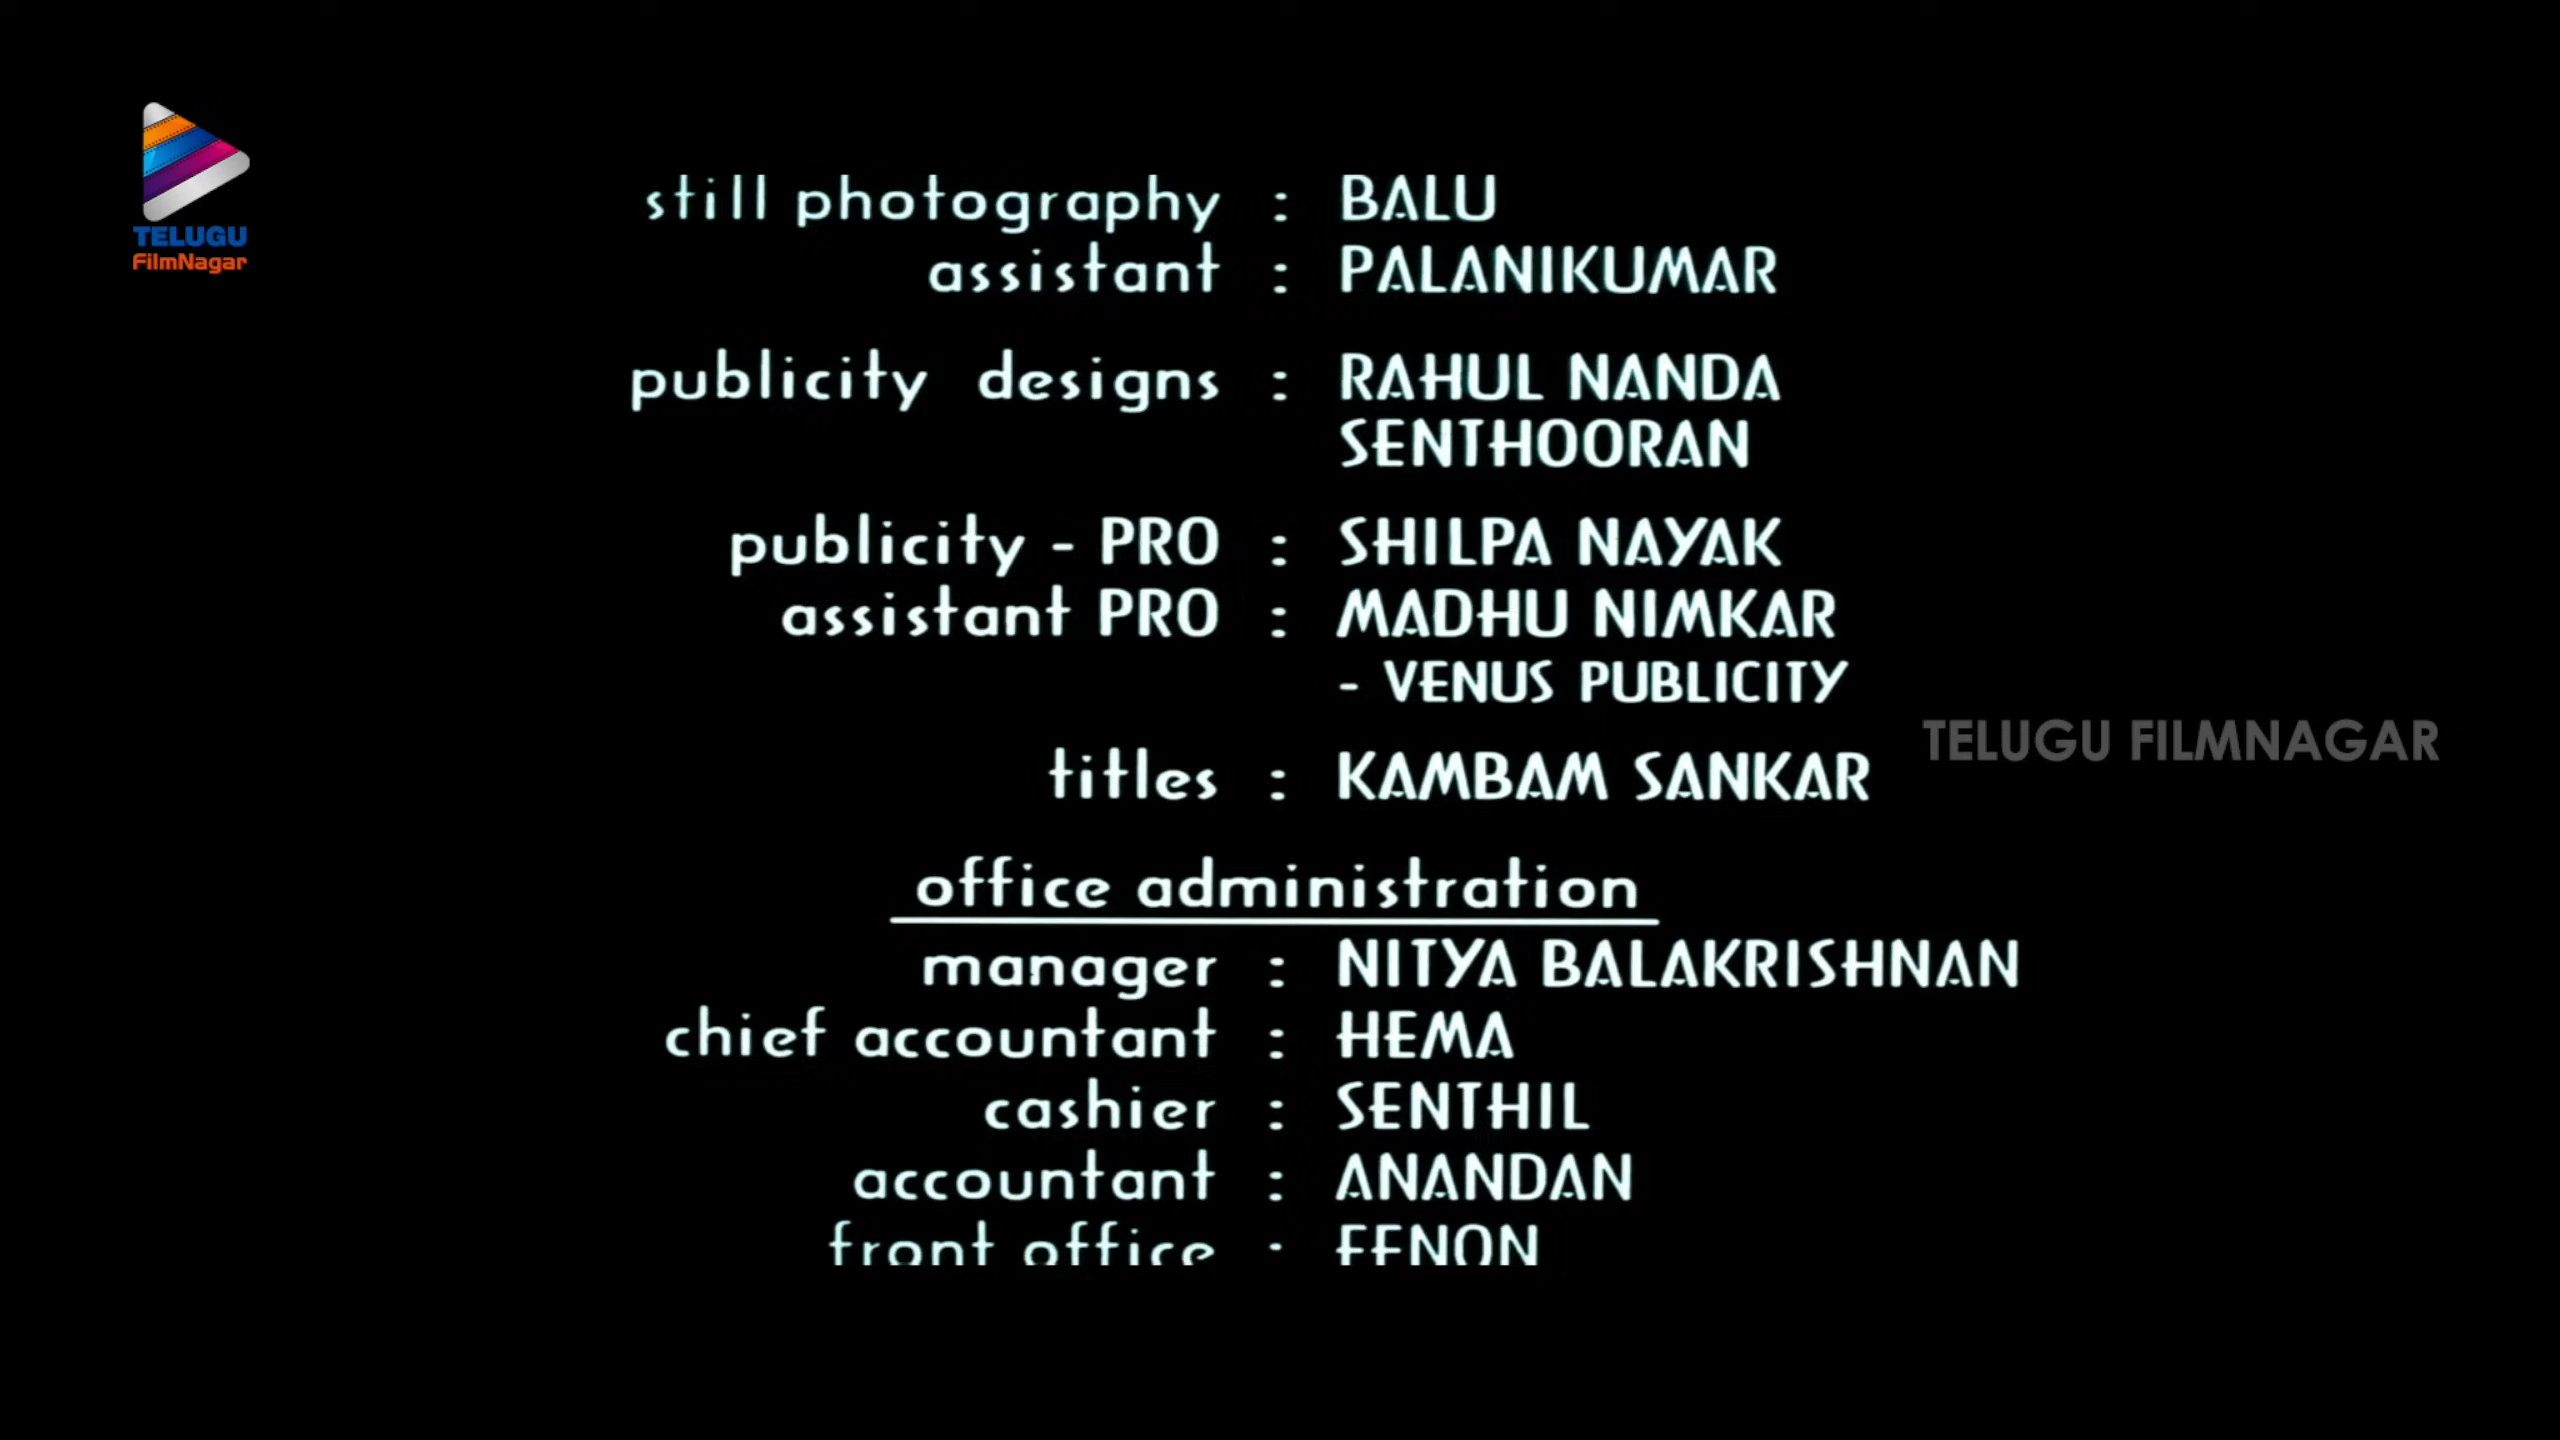 TELUGU
FilmNagar
still photography : BALU
assistant : PALANIKUMAR
publicity designs : RAHUL NANDA
SENTHOORAN
publicity - PRO : SHILPA NAYAK
assistant PRO : MADHU NIMKAR
- VENUS PUBLICITY
TELUGU FILMNAGAR
titles : KAMBAM SANKAR
office administration
manager : NITYA BALAKRISHNAN
chief accountant : HEMA
cashier : SENTHIL
accountant : ANANDAN
front office :